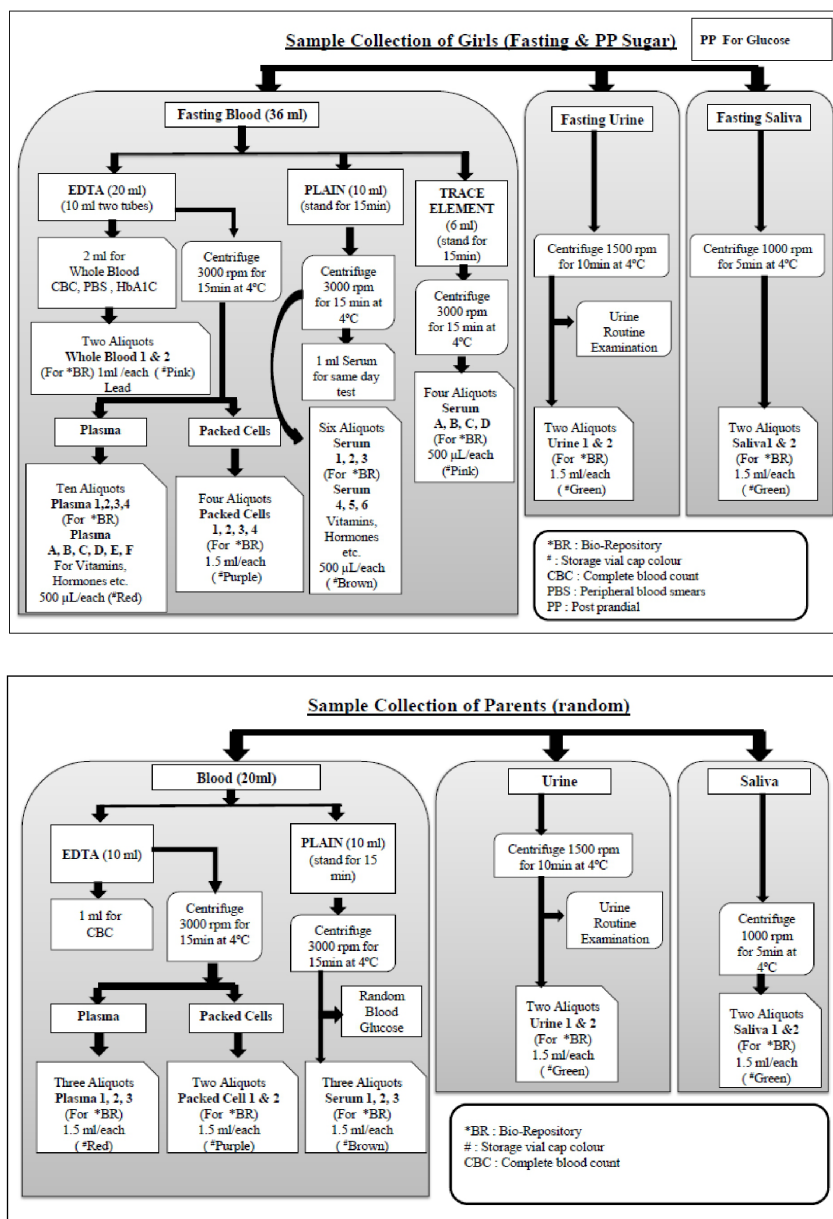 Sample Collection of Girls (Fasting & PP Sugar)
PP For Glucose
Fasting Blood (36 ml)
Fasting Urine
Fasting Saliva
EDTA (20 ml)
(10 ml two tubes)
PLAIN (10 ml)
(stand for 15min)
TRACE
ELEMENT
(6 ml)
(stand for
15min)
2 ml for
Whole Blood
CBC, PBS , HbA1C
Centrifuge
3000 rpm for
15min at 4ºC
Centrifuge
3000 rpm
for 15 min at
4ºC
Centrifuge
3000 rpm
for 15 min at
4ºC
Centrifuge 1500 rpm
for 10min at 4ºC
Centrifuge 1000 rpm
for 5min at 4ºC
Urine
Routine
Examination
Two Aliquots
Whole Blood 1 & 2
(For *BR) 1ml /each ( #Pink)
Lead
1 ml Serum
for same day
test
Four Aliquots
Serum
A, B, C, D
(For *BR)
500 µL/each
(#Pink)
Plasma
Packed Cells
Ten Aliquots
Plasma 1,2,3,4
(For *BR)
Plasma
A, B, C, D, E, F
For Vitamins,
Hormones etc.
500 µL/each (#Red)
Four Aliquots
Packed Cells
1, 2, 3, 4
(For *BR)
1.5 ml/each
( #Purple)
Six Aliquots
Serum
1, 2, 3
(For *BR)
Serum
4, 5, 6
Vitamins,
Hormones
etc.
500 µL/each
( #Brown)
Two Aliquots
Urine 1 & 2
(For *BR)
1.5 ml/each
( #Green)
Two Aliquots
Saliva1 & 2
(For *BR)
1.5 ml/each
( #Green)
*BR : Bio-Repository
# : Storage vial cap colour
CBC : Complete blood count
PBS : Peripheral blood smears
PP : Post prandial
Sample Collection of Parents (random)
Blood (20ml)
Urine
Saliva
EDTA (10 ml)
PLAIN (10 ml)
(stand for 15
min)
Centrifuge 1500 rpm
for 10min at 4ºC
1 ml for
CBC
Centrifuge
3000 rpm for
15min at 4ºC
Centrifuge
3000 rpm for
15min at 4ºC
Urine
Routine
Examination
Centrifuge
1000 rpm
for 5min at
4ºC
Plasma
Packed Cells
Random
Blood
Glucose
Three Aliquots
Plasma 1, 2, 3
(For *BR)
1.5 ml/each
( #Red)
Two Aliquots
Packed Cell 1 & 2
(For *BR)
1.5 ml/each
( #Purple)
Three Aliquots
Serum 1, 2, 3
(For *BR)
1.5 ml/each
( #Brown)
Two Aliquots
Urine 1 & 2
(For *BR)
1.5 ml/each
( #Green)
Two Aliquots
Saliva 1 &2
(For *BR)
1.5 ml/each
( #Green)
*BR : Bio-Repository
# : Storage vial cap colour
CBC : Complete blood count